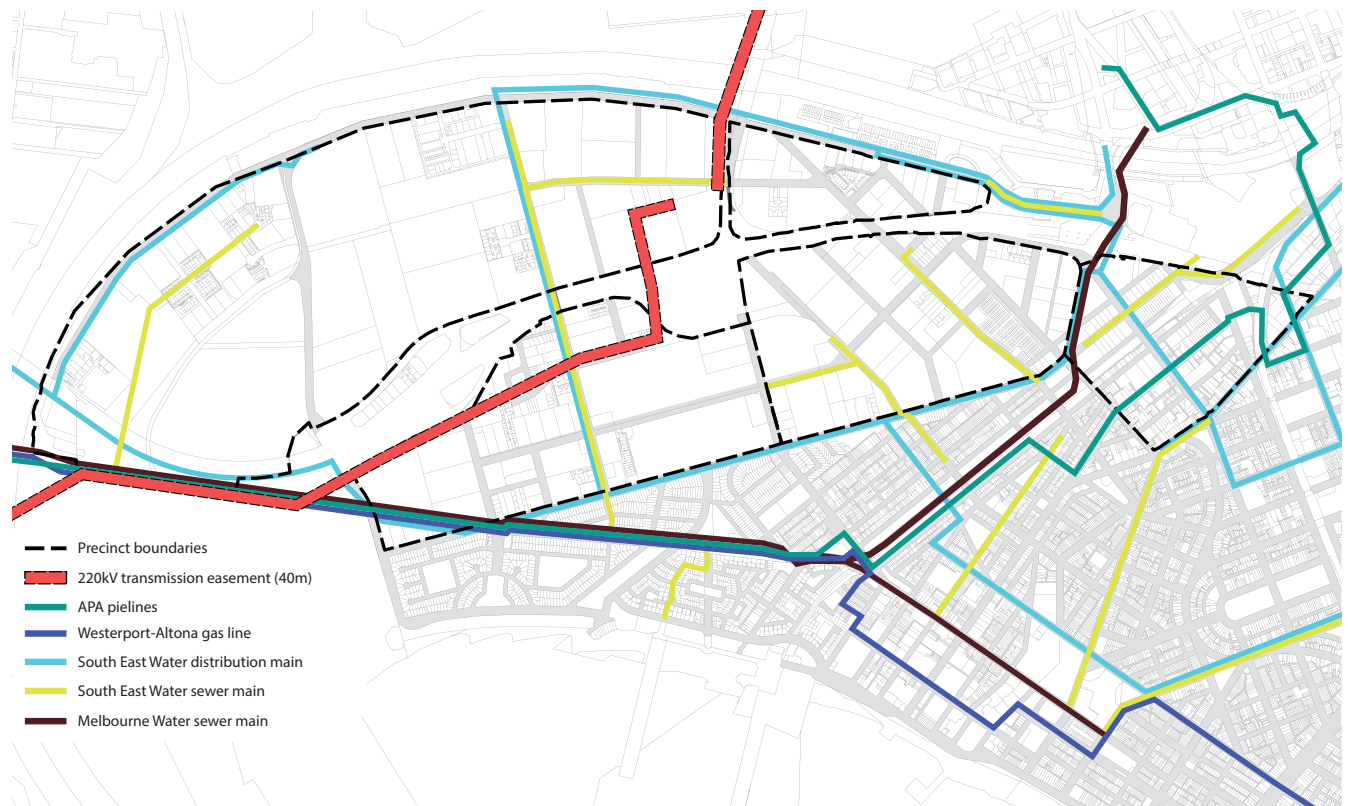 Precinct boundaries
220kV transmission easement (40m)
APA pielines
Westerport-Altona gas line
South East Water distribution main
South East Water sewer main
Melbourne Water sewer main